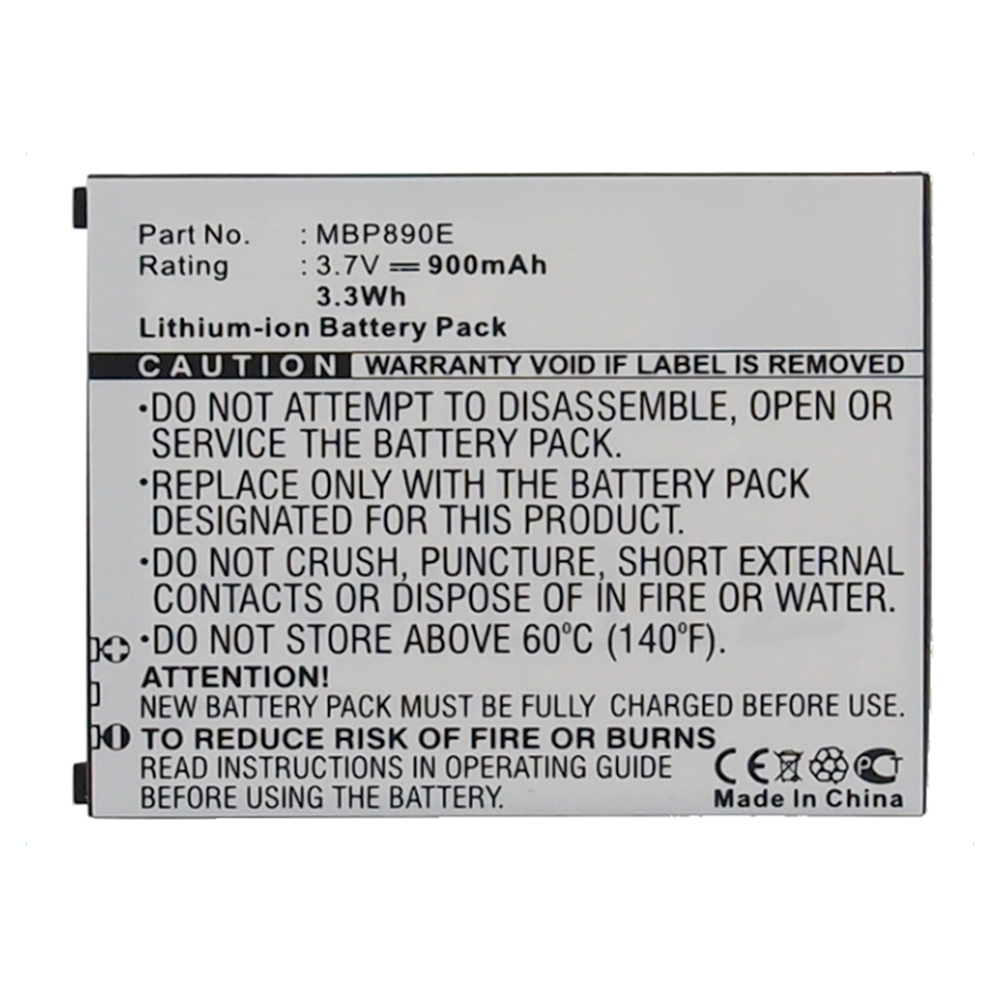 Part No. : MBP890E
Rating : 3.7V ⎓ 900mAh
3.3Wh
Lithium-ion Battery Pack
CAUTION WARRANTY VOID IF LABEL IS REMOVED
•DO NOT ATTEMPT TO DISASSEMBLE, OPEN OR
SERVICE THE BATTERY PACK.
•REPLACE ONLY WITH THE BATTERY PACK
DESIGNATED FOR THIS PRODUCT.
•DO NOT CRUSH, PUNCTURE, SHORT EXTERNAL
CONTACTS OR DISPOSE OF IN FIRE OR WATER.
•DO NOT STORE ABOVE 60°C (140°F).
ATTENTION!
NEW BATTERY PACK MUST BE FULLY CHARGED BEFORE USE.
TO REDUCE RISK OF FIRE OR BURNS
READ INSTRUCTIONS IN OPERATING GUIDE
BEFORE USING THE BATTERY.
CE PCT
Made In China